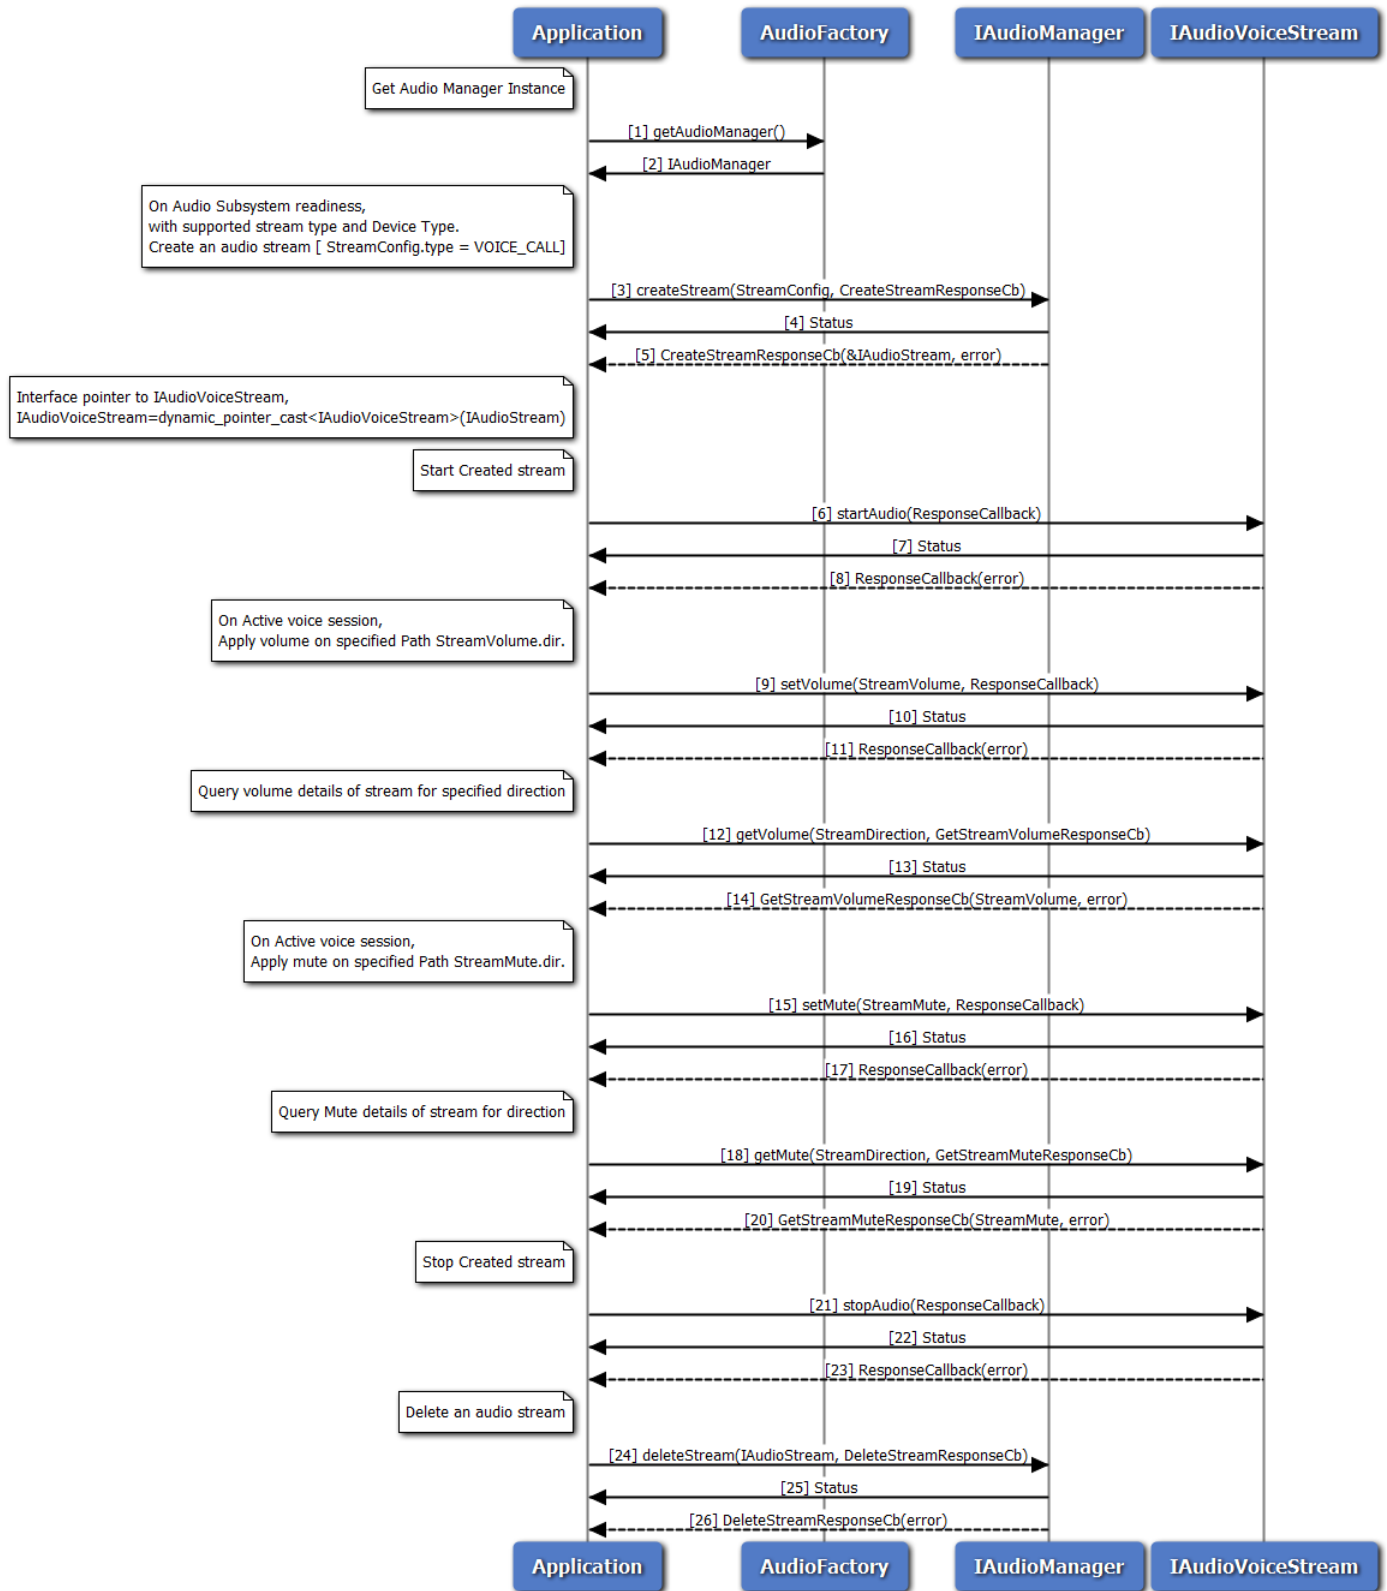 Application
AudioFactory
IAudioManager
IAudioVoiceStream
Get Audio Manager Instance
[1] getAudioManager()
[2] IAudioManager
On Audio Subsystem readiness,
with supported stream type and Device Type.
Create an audio stream [ StreamConfig.type = VOICE_CALL]
[3] createStream(StreamConfig, CreateStreamResponseCb)
[4] Status
[5] CreateStreamResponseCb(&IAudioStream, error)
Interface pointer to IAudioVoiceStream,
IAudioVoiceStream=dynamic_pointer_cast<IAudioVoiceStream>(IAudioStream)
Start Created stream
[6] startAudio(ResponseCallback)
[7] Status
[8] ResponseCallback(error)
On Active voice session,
Apply volume on specified Path StreamVolume.dir.
[9] setVolume(StreamVolume, ResponseCallback)
[10] Status
[11] ResponseCallback(error)
Query volume details of stream for specified direction
[12] getVolume(StreamDirection, GetStreamVolumeResponseCb)
[13] Status
[14] GetStreamVolumeResponseCb(StreamVolume, error)
On Active voice session,
Apply mute on specified Path StreamMute.dir.
[15] setMute(StreamMute, ResponseCallback)
[16] Status
[17] ResponseCallback(error)
Query Mute details of stream for direction
[18] getMute(StreamDirection, GetStreamMuteResponseCb)
[19] Status
[20] GetStreamMuteResponseCb(StreamMute, error)
Stop Created stream
[21] stopAudio(ResponseCallback)
[22] Status
[23] ResponseCallback(error)
Delete an audio stream
[24] deleteStream(IAudioStream, DeleteStreamResponseCb)
[25] Status
[26] DeleteStreamResponseCb(error)
Application
AudioFactory
IAudioManager
IAudioVoiceStream